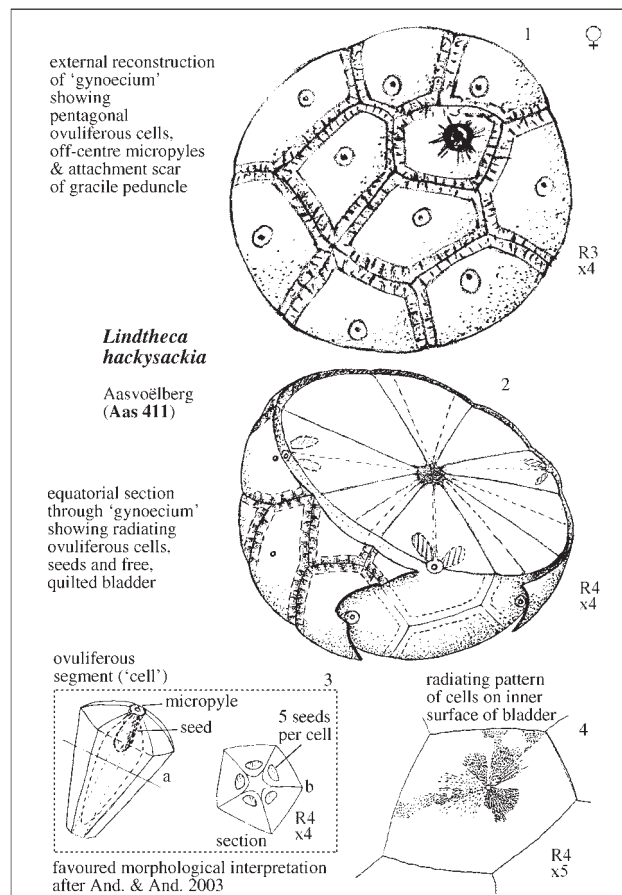 1
♀
external reconstruction
of ‘gynoecium’
showing
pentagonal
ovuliferous cells,
off-centre micropyles
& attachment scar
of gracile peduncle
R3
x4
Lindtheca
hackysackia
Aasvoëlberg
(Aas 411)
2
equatorial section
through ‘gynoecium’
showing radiating
ovuliferous cells,
seeds and free,
quilted bladder
R4
x4
ovuliferous
segment (‘cell’)
3
micropyle
seed
a
5 seeds
per cell
b
R4
x4
section
favoured morphological interpretation
after And. & And. 2003
radiating pattern
of cells on inner
surface of bladder
4
R4
x5